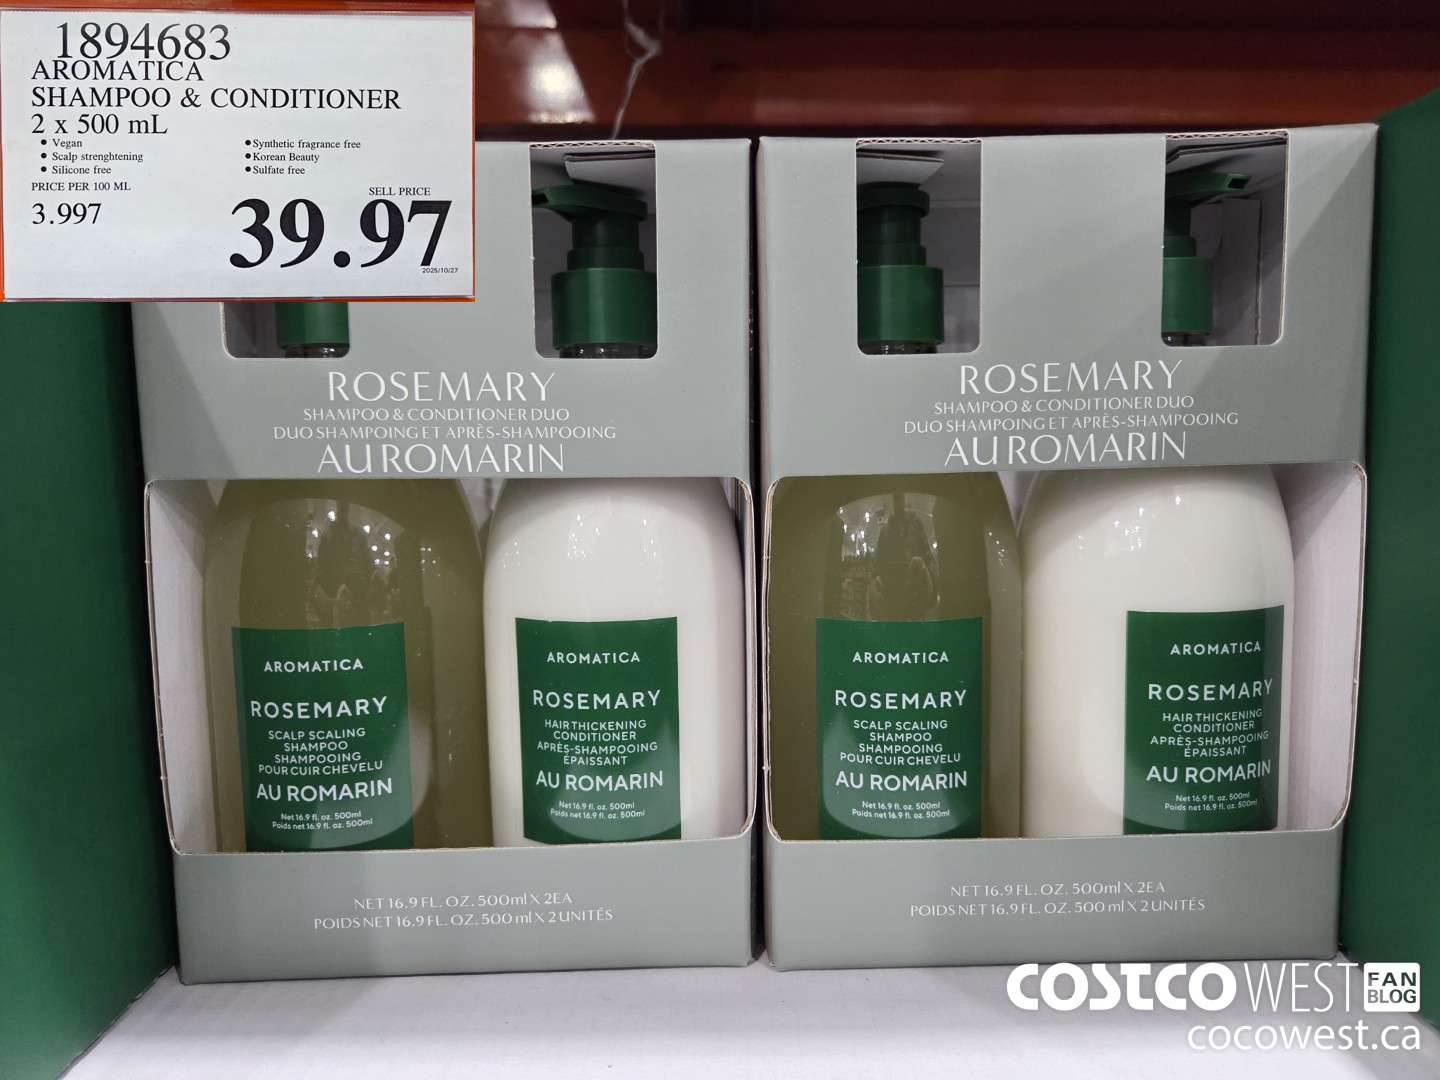 1894683
AROMATICA
SHAMPOO & CONDITIONER
2 x 500 mL
• Vegan
• Scalp strenghtening
• Silicone free
• Synthetic fragrance free
• Korean Beauty
• Sulfate free
PRICE PER 100 ML
3.997
SELL PRICE
39.97
2025/10/27
ROSEMARY
SHAMPOO & CONDITIONER DUO
DUO SHAMPOING ET APRÈS-SHAMPOOING
AU ROMARIN
AROMATICA
ROSEMARY
SCALP SCALING
SHAMPOO
SHAMPOOING
POUR CUIR CHEVELU
AU ROMARIN
Net 16.9 fl. oz. 500ml
Poids net 16.9 fl. oz. 500ml
AROMATICA
ROSEMARY
HAIR THICKENING
CONDITIONER
APRÈS-SHAMPOOING
ÉPAISSANT
AU ROMARIN
Net 16.9 fl. oz. 500ml
Poids net 16.9 fl. oz. 500ml
NET 16.9 FL. OZ. 500ml X 2EA
POIDS NET 16.9 FL. OZ. 500 ml X 2 UNITÉS
ROSEMARY
SHAMPOO & CONDITIONER DUO
DUO SHAMPOING ET APRÈS-SHAMPOOING
AU ROMARIN
AROMATICA
ROSEMARY
SCALP SCALING
SHAMPOO
SHAMPOOING
POUR CUIR CHEVELU
AU ROMARIN
Net 16.9 fl. oz. 500ml
Poids net 16.9 fl. oz. 500ml
AROMATICA
ROSEMARY
HAIR THICKENING
CONDITIONER
APRÈS-SHAMPOOING
ÉPAISSANT
AU ROMARIN
Net 16.9 fl. oz. 500ml
Poids net 16.9 fl. oz. 500ml
NET 16.9 FL. OZ. 500ml X 2EA
POIDS NET 16.9 FL. OZ. 500 ml X 2 UNITÉS
COSTCO WEST FAN BLOG
cocowest.ca